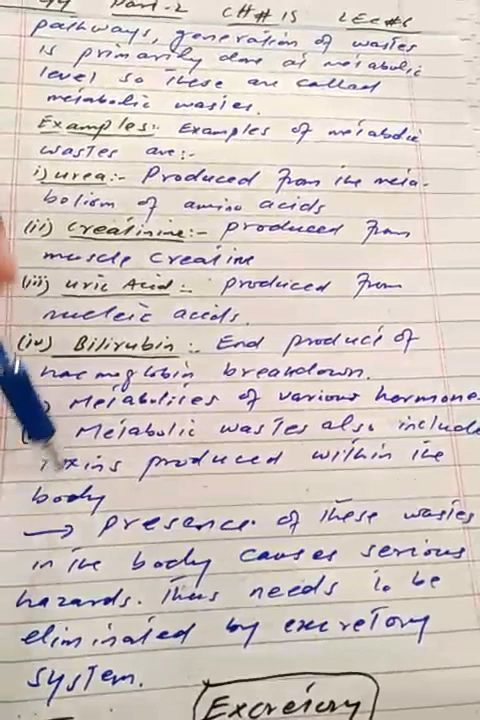 Part-2 CH#15 LEC#6
pathways, generation of wastes
is primarily done at metabolic
level so these are called
metabolic wastes.
Examples:- Examples of metabolic
wastes are:-
i) urea:- Produced from the meta-
bolism of amino acids
(ii) Creatinine:- produced from
muscle creatine
(iii) uric Acid:- produced from
nucleic acids.
(iv) Bilirubin:- End product of
haemoglobin breakdown.
) Metabolities of various hormones
Metabolic wastes also include
produced within the
body
→ presence of these wastes
in the body causes serious
hazards. Thus needs to be
eliminated by excretory
system.
Excretory